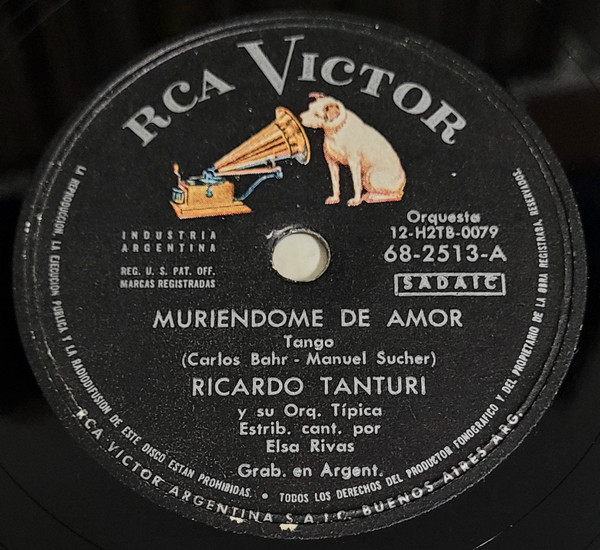 RCA VICTOR
INDUSTRIA
ARGENTINA
REG. U. S. PAT. OFF.
MARCAS REGISTRADAS
Orquesta
12-H2TB-0079
68-2513-A
SADAIC
MURIENDOME DE AMOR
Tango
(Carlos Bahr - Manuel Sucher)
RICARDO TANTURI
y su Orq. Típica
Estrib. cant. por
Elsa Rivas
Grab. en Argent.
LA REPRODUCCION, LA EJECUCION PUBLICA Y LA RADIODIFUSION DE ESTE DISCO ESTAN PROHIBIDAS. • TODOS LOS DERECHOS DEL PRODUCTOR FONOGRAFICO Y DEL PROPIETARIO DE LA OBRA REGISTRADA, RESERVADOS.
RCA VICTOR ARGENTINA S.A.I.C. BUENOS AIRES ARG.